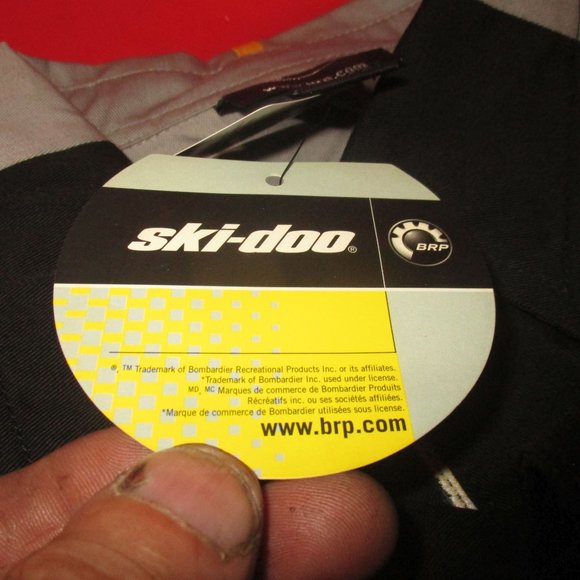 ski-doo®
BRP
®, ™ Trademark of Bombardier Recreational Products Inc. or its affiliates.
*Trademark of Bombardier Inc. used under license.
MD, MC Marques de commerce de Bombardier Produits
Récréatifs inc. ou ses sociétés affiliées.
*Marque de commerce de Bombardier utilisées sous license.
www.brp.com